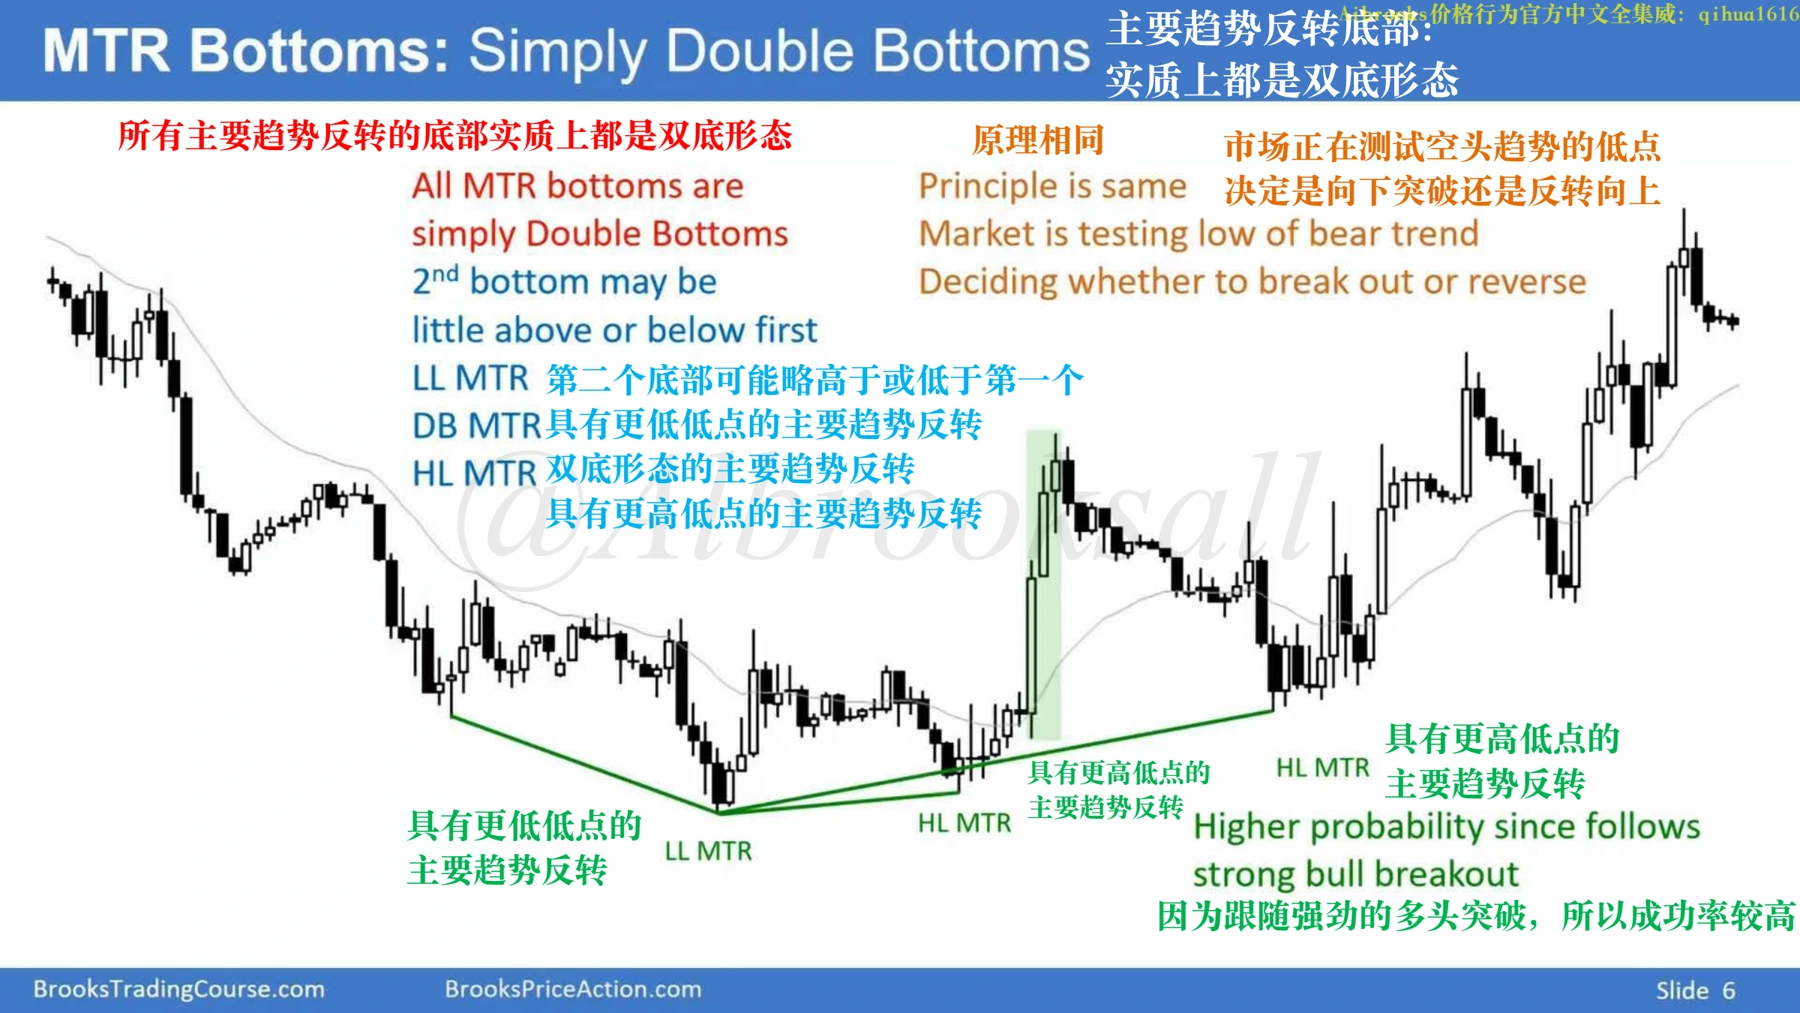 Aibrooks价格行为官方中文全集威：qihua1616
MTR Bottoms: Simply Double Bottoms
主要趋势反转底部：
实质上都是双底形态
所有主要趋势反转的底部实质上都是双底形态
All MTR bottoms are
simply Double Bottoms
2nd bottom may be
little above or below first
LL MTR
DB MTR
HL MTR
第二个底部可能略高于或低于第一个
具有更低低点的主要趋势反转
双底形态的主要趋势反转
具有更高低点的主要趋势反转
原理相同
市场正在测试空头趋势的低点
决定是向下突破还是反转向上
Principle is same
Market is testing low of bear trend
Deciding whether to break out or reverse
@Albrooksall
具有更低低点的
主要趋势反转
LL MTR
HL MTR
具有更高低点的
主要趋势反转
HL MTR
具有更高低点的
主要趋势反转
Higher probability since follows
strong bull breakout
因为跟随强劲的多头突破，所以成功率较高
BrooksTradingCourse.com
BrooksPriceAction.com
Slide 6